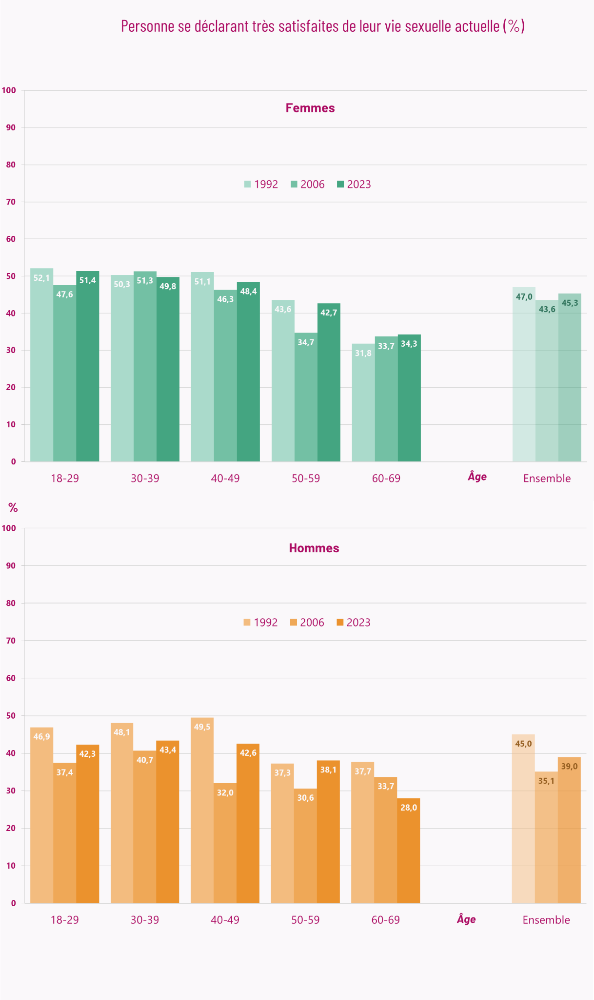 Personne se déclarant très satisfaites de leur vie sexuelle actuelle (%)
100
Femmes
90
80
1992 2006 2023
70
60
50
52,1 47,6 51,4 50,3 51,3 49,8 51,1 46,3 48,4 43,6 34,7 42,7 31,8 33,7 34,3 47,0 43,6 45,3
40
30
20
10
0
18-29 30-39 40-49 50-59 60-69 Âge Ensemble
%
100
Hommes
90
80
1992 2006 2023
70
60
50
46,9 37,4 42,3 48,1 40,7 43,4 49,5 32,0 42,6 37,3 30,6 38,1 37,7 33,7 28,0 45,0 35,1 39,0
40
30
20
10
0
18-29 30-39 40-49 50-59 60-69 Âge Ensemble